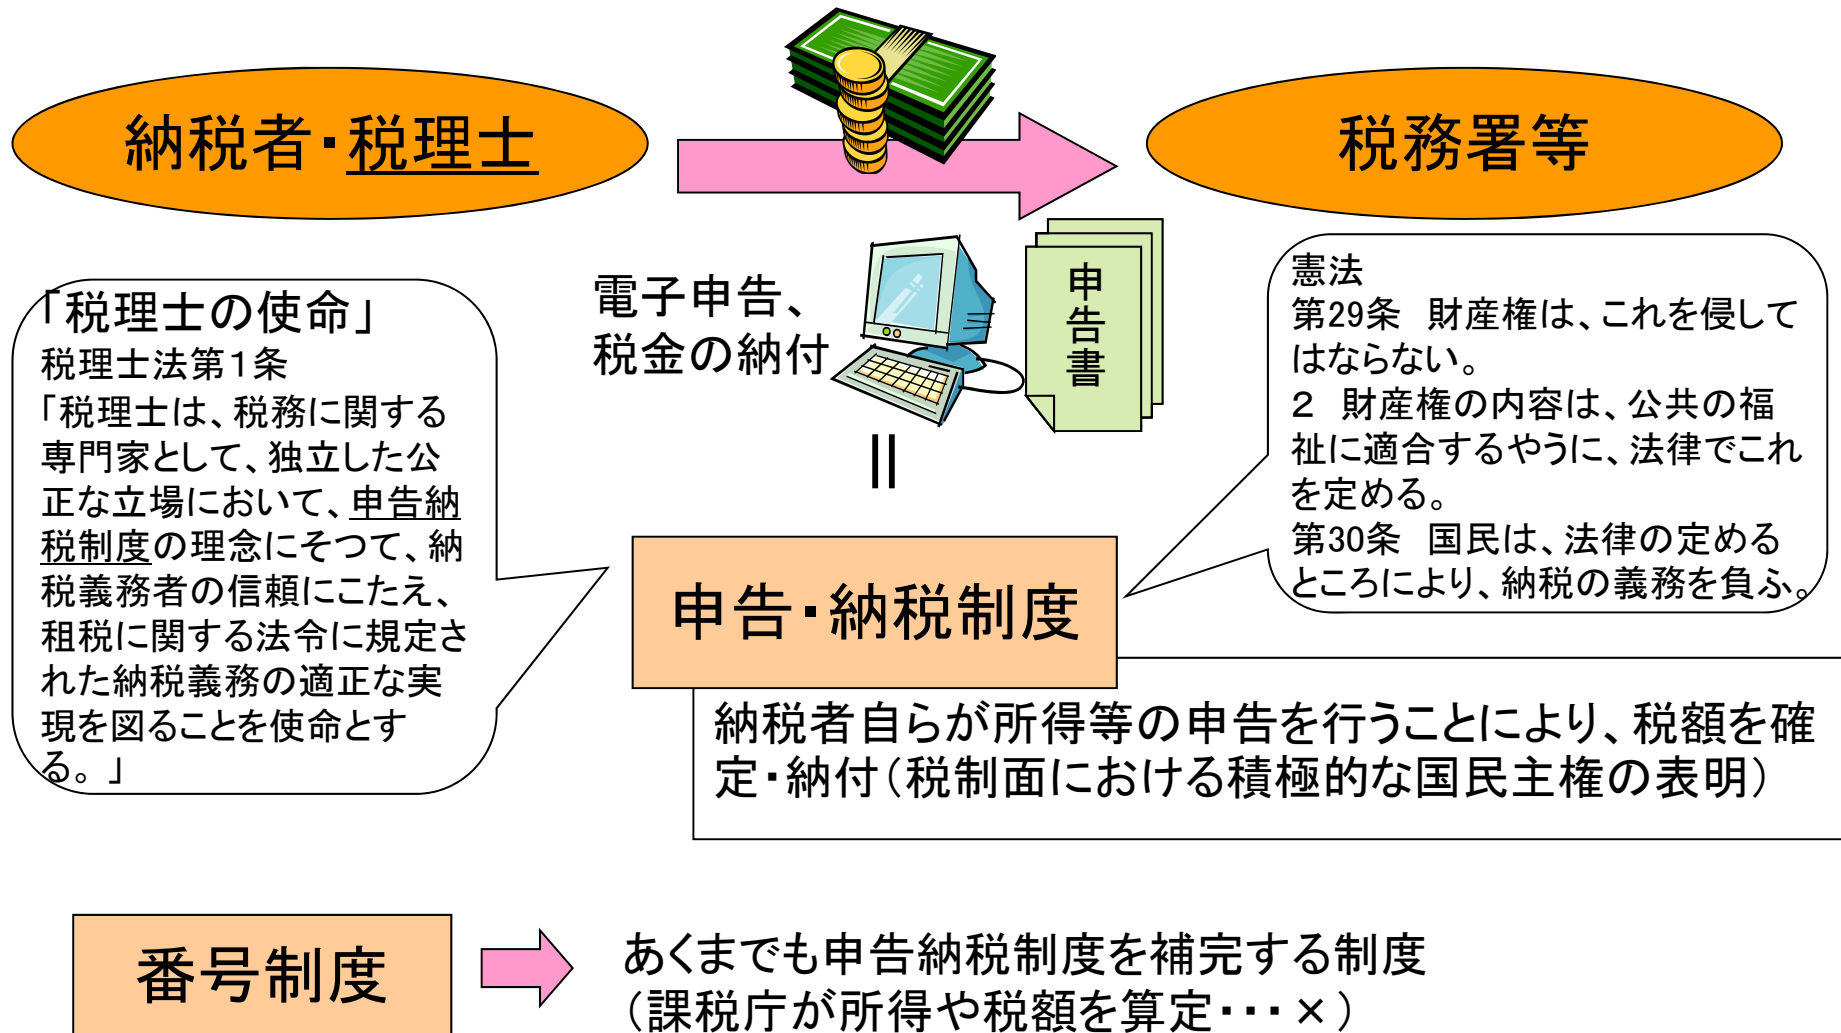 納税者・税理士
税務署等
「税理士の使命」
税理士法第１条
「税理士は、税務に関する
専門家として、独立した公
正な立場において、申告納
税制度の理念にそつて、納
税義務者の信頼にこたえ、
租税に関する法令に規定さ
れた納税義務の適正な実
現を図ることを使命とす
る。」
電子申告、
税金の納付
申告書
憲法
第29条　財産権は、これを侵して
はならない。
２　財産権の内容は、公共の福
祉に適合するやうに、法律でこれ
を定める。
第30条　国民は、法律の定める
ところにより、納税の義務を負ふ。
＝
申告・納税制度
納税者自らが所得等の申告を行うことにより、税額を確
定・納付（税制面における積極的な国民主権の表明）
番号制度
あくまでも申告納税制度を補完する制度
（課税庁が所得や税額を算定・・・×）